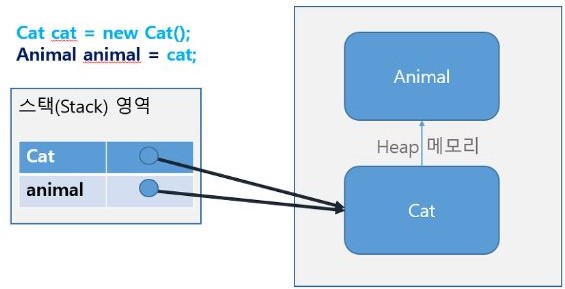 Cat cat = new Cat();
Animal animal = cat;
스택(Stack) 영역
Cat
animal
Animal
Heap 메모리
Cat